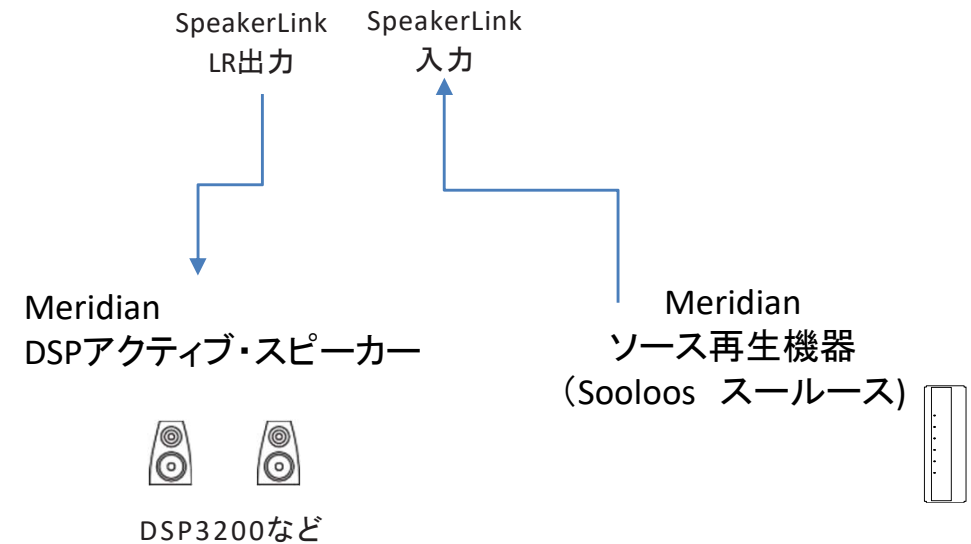 SpeakerLink
LR出力
SpeakerLink
入力
Meridian
DSPアクティブ・スピーカー
Meridian
ソース再生機器
（Sooloos　スールース)
DSP3200など